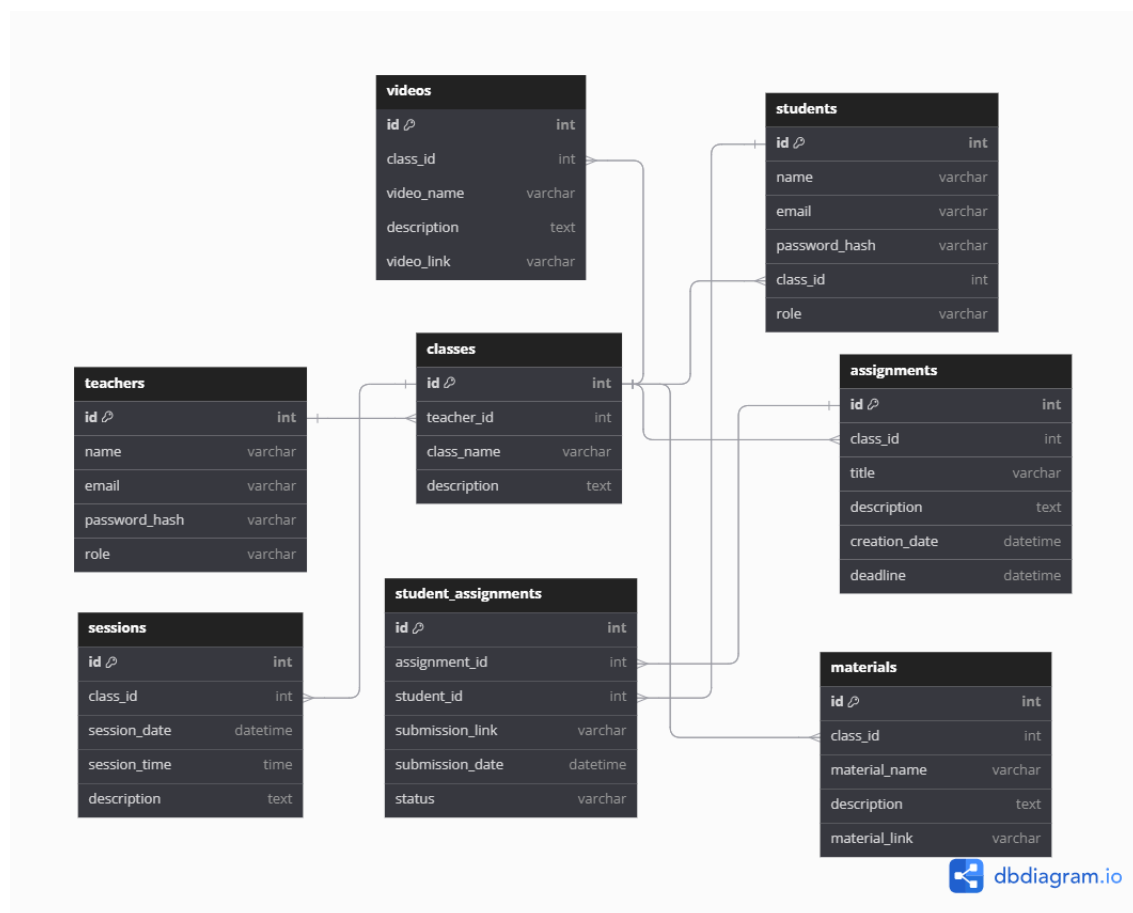 videos
id int
class_id int
video_name varchar
description text
video_link varchar
students
id int
name varchar
email varchar
password_hash varchar
class_id int
role varchar
classes
id int
teacher_id int
class_name varchar
description text
teachers
id int
name varchar
email varchar
password_hash varchar
role varchar
assignments
id int
class_id int
title varchar
description text
creation_date datetime
deadline datetime
sessions
id int
class_id int
session_date datetime
session_time time
description text
student_assignments
id int
assignment_id int
student_id int
submission_link varchar
submission_date datetime
status varchar
materials
id int
class_id int
material_name varchar
description text
material_link varchar
dbdiagram.io